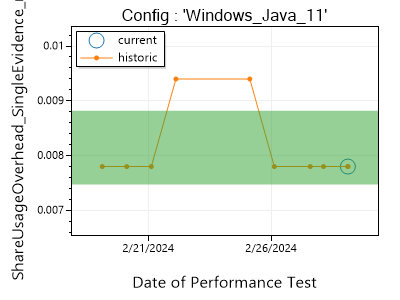 Config : 'Windows_Java_11'
0.01
0.009
0.008
0.007
current
historic
2/21/2024
2/26/2024
Date of Performance Test
ShareUsageOverhead_SingleEvidence_